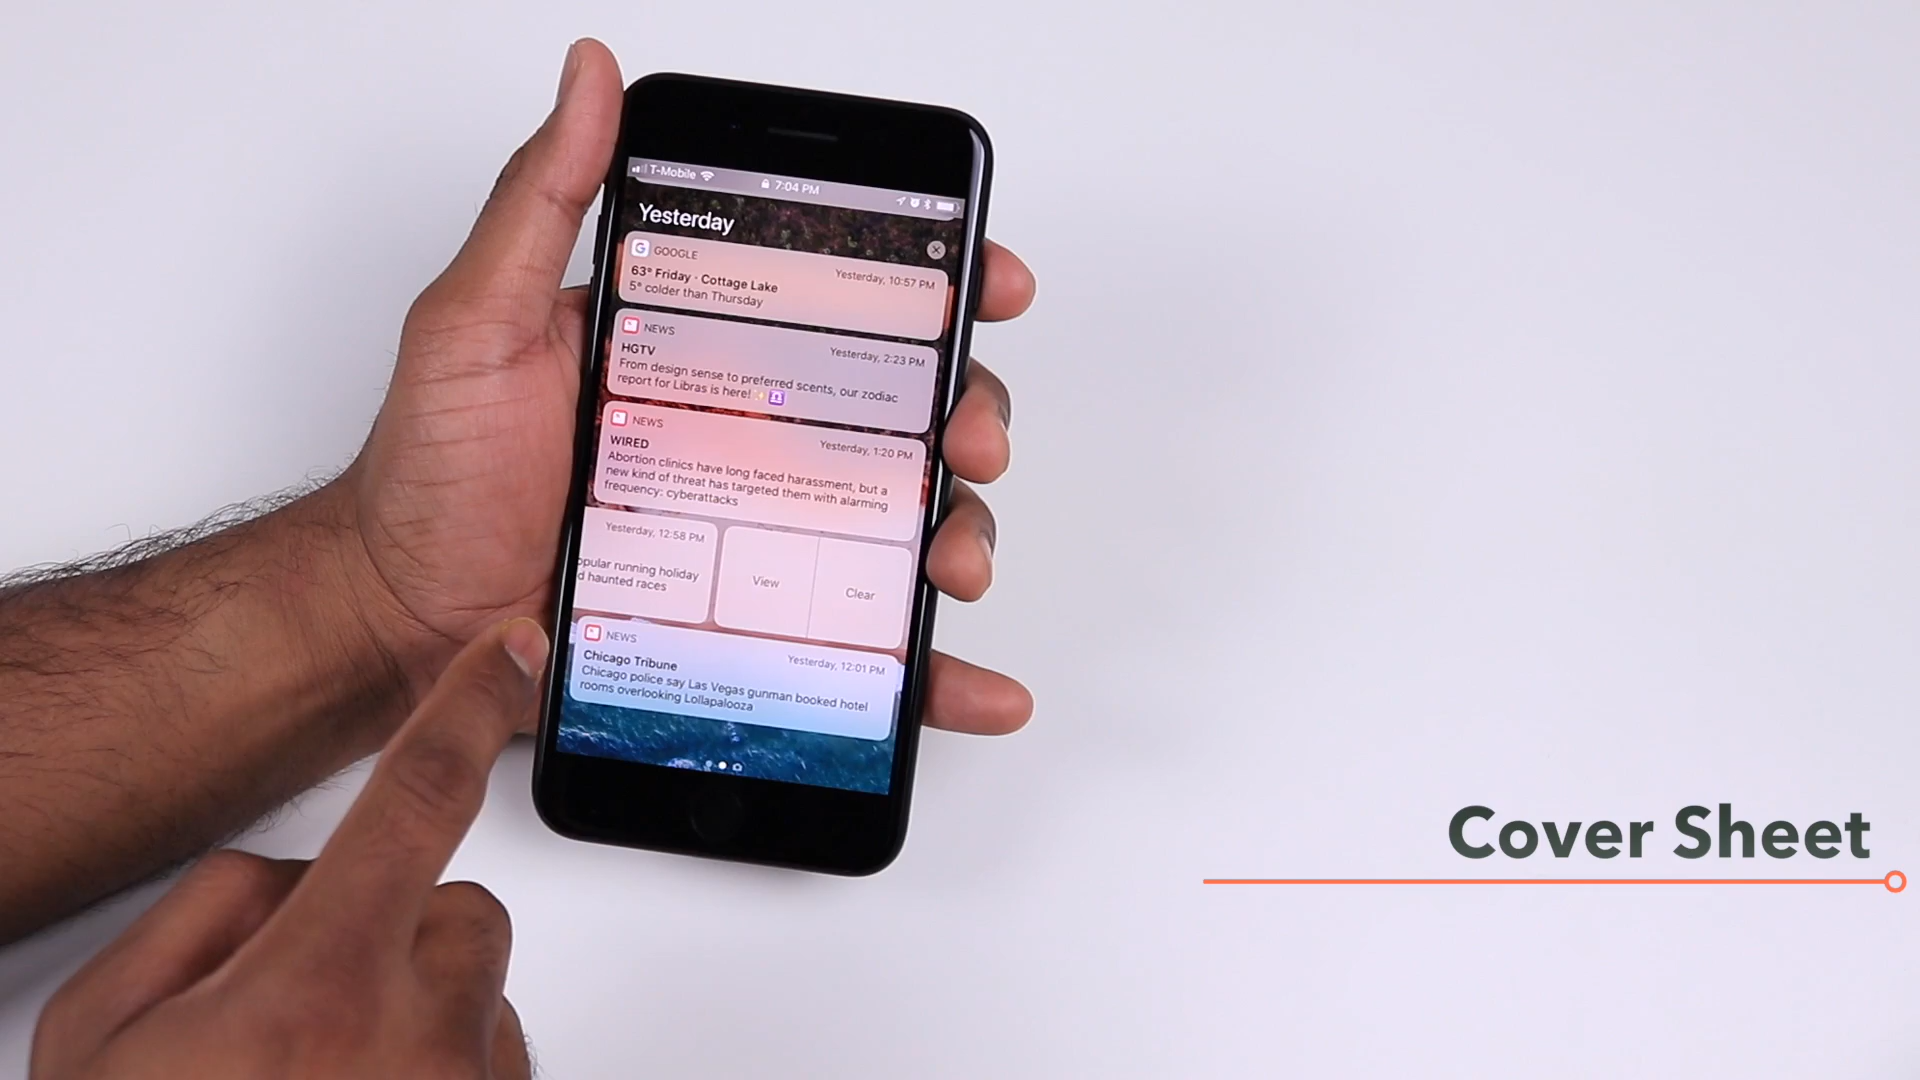 T-Mobile 7:04 PM
Yesterday
GOOGLE
Yesterday, 10:57 PM
63° Friday · Cottage Lake
5° colder than Thursday
NEWS
Yesterday, 2:23 PM
HGTV
From design sense to preferred scents, our zodiac
report for Libras is here!✨♎
NEWS
Yesterday, 1:20 PM
WIRED
Abortion clinics have long faced harassment, but a
new kind of threat has targeted them with alarming
frequency: cyberattacks
Yesterday, 12:58 PM
opular running holiday
d haunted races
View
Clear
NEWS
Yesterday, 12:01 PM
Chicago Tribune
Chicago police say Las Vegas gunman booked hotel
rooms overlooking Lollapalooza
Cover Sheet